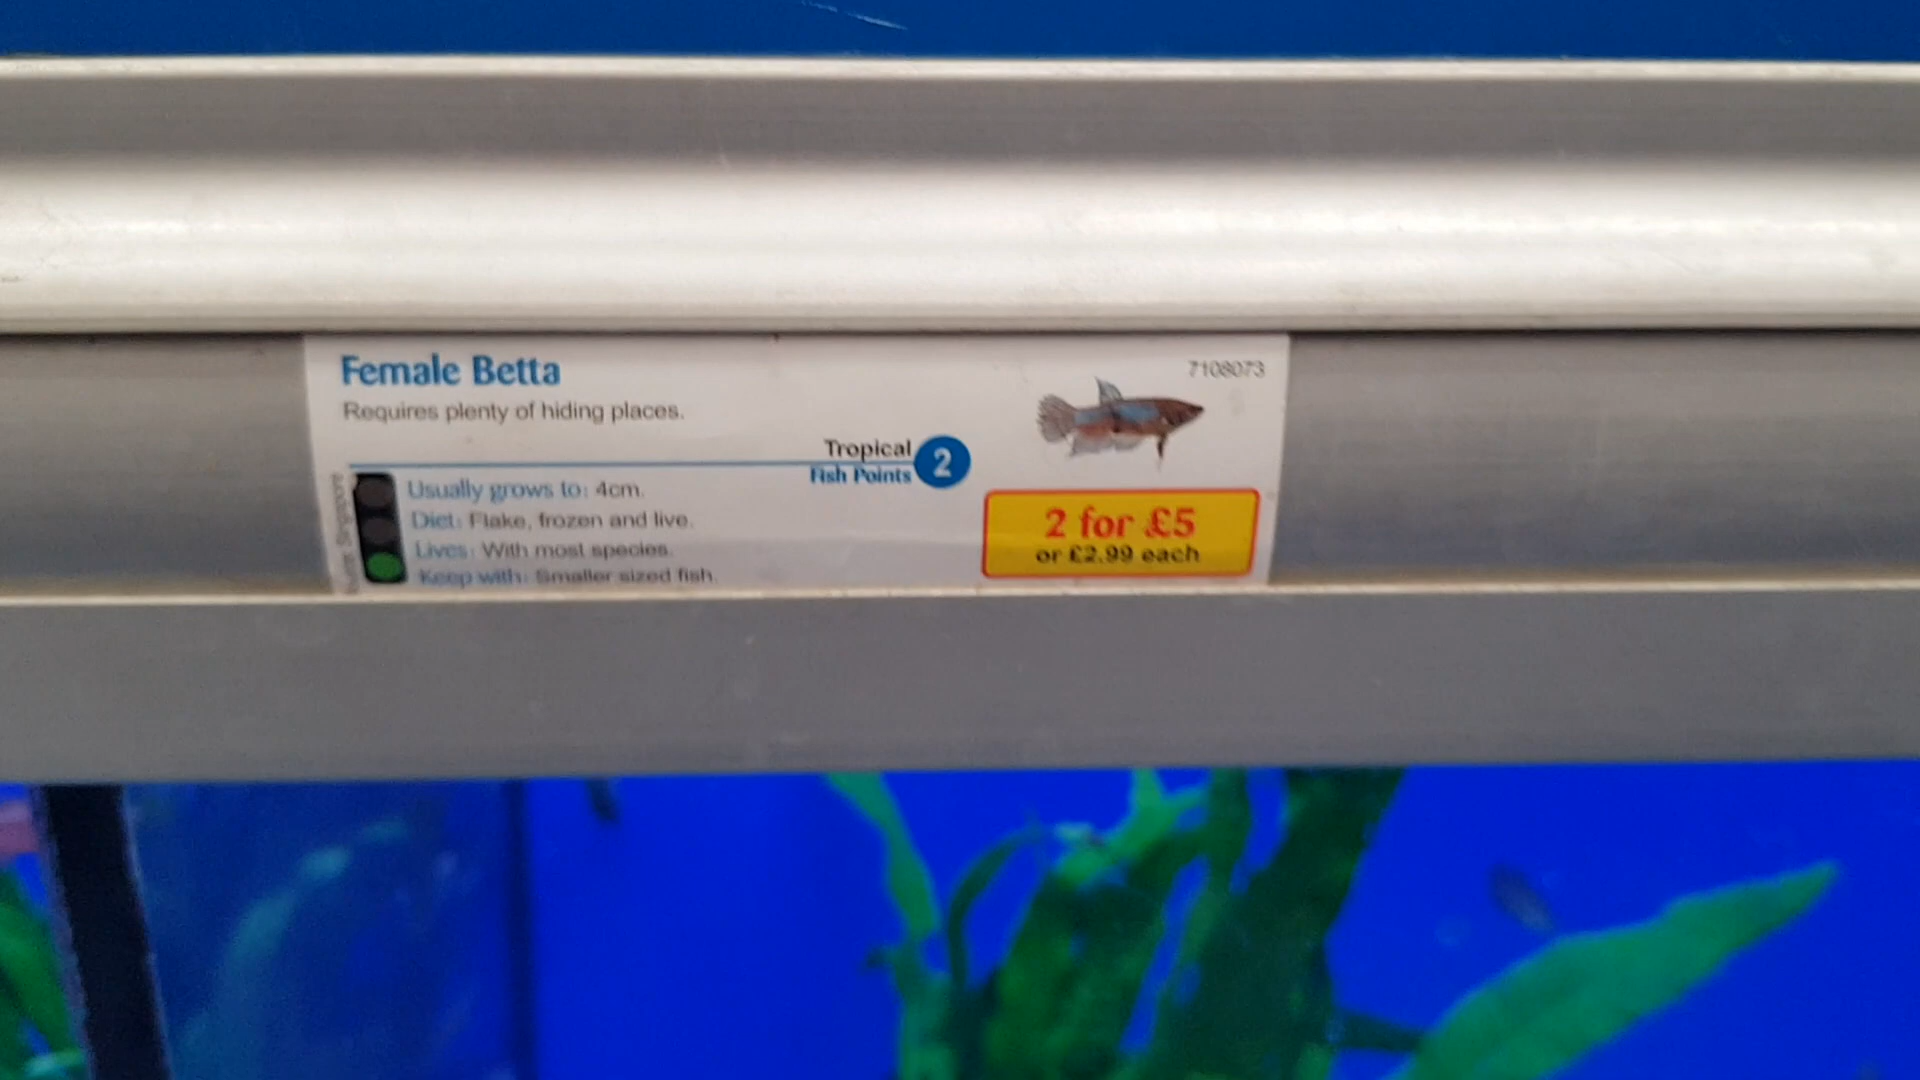 Female Betta
7108073
Requires plenty of hiding places.
Tropical
Fish Points
2
Usually grows to: 4cm.
Diet: Flake, frozen and live.
Lives: With most species.
Keep with: Smaller sized fish.
2 for £5
or £2.99 each